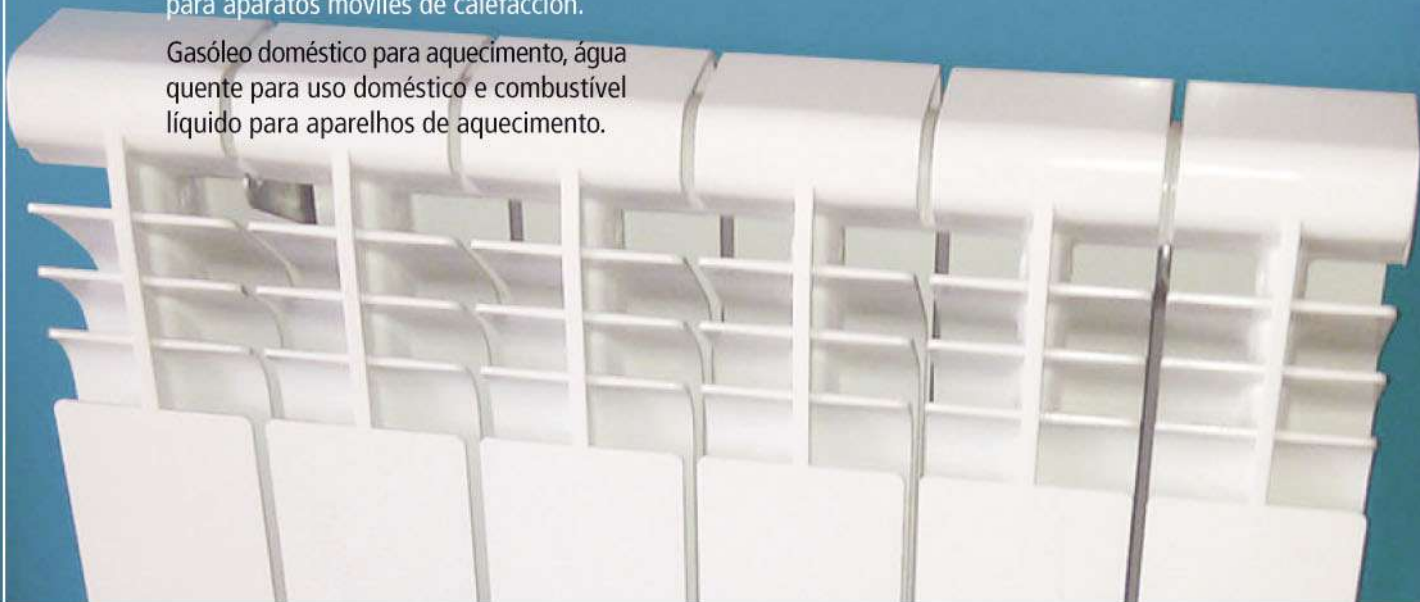 para aparatos móviles de calefacción.
Gasóleo doméstico para aquecimento, água
quente para uso doméstico e combustível
líquido para aparelhos de aquecimento.